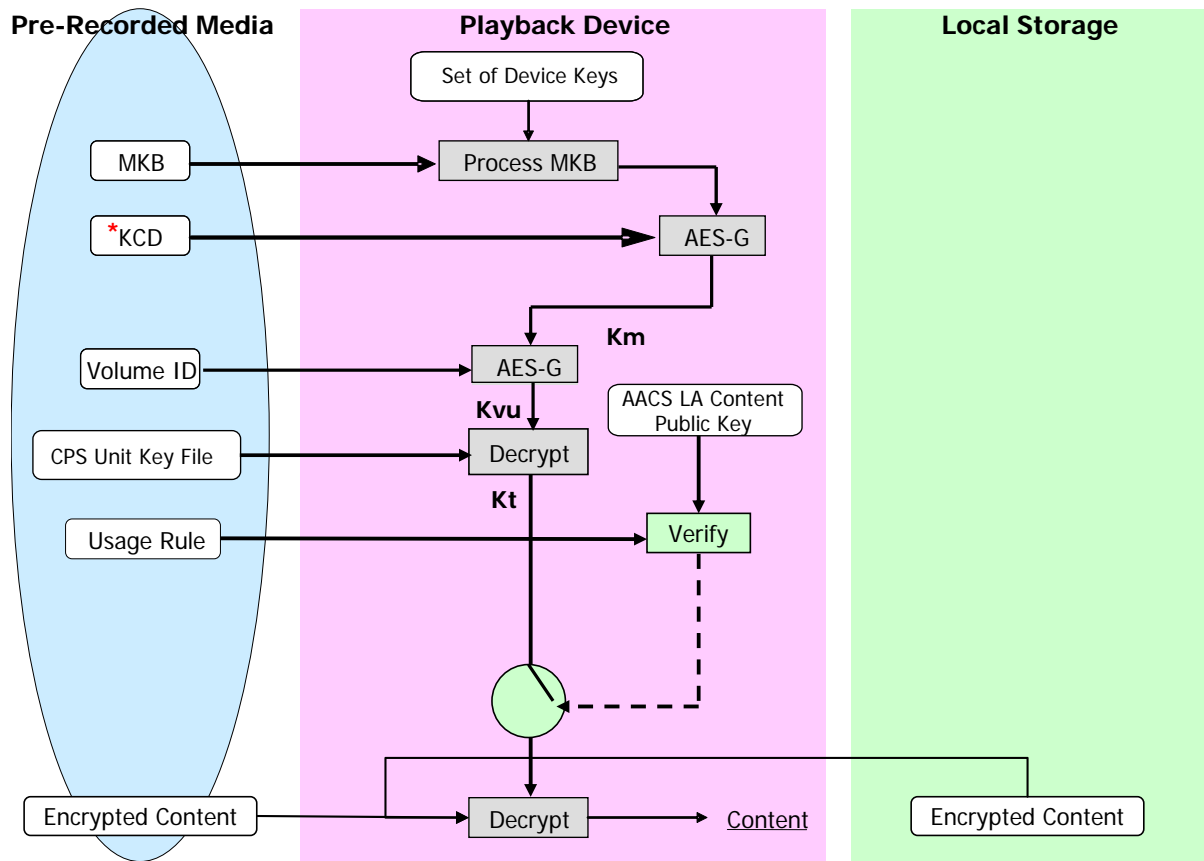 Pre-Recorded Media
Playback Device
Local Storage
Set of Device Keys
MKB
Process MKB
*KCD
AES-G
Km
Volume ID
AES-G
Kvu
AACS LA Content
Public Key
CPS Unit Key File
Decrypt
Kt
Usage Rule
Verify
Encrypted Content
Decrypt
Content
Encrypted Content